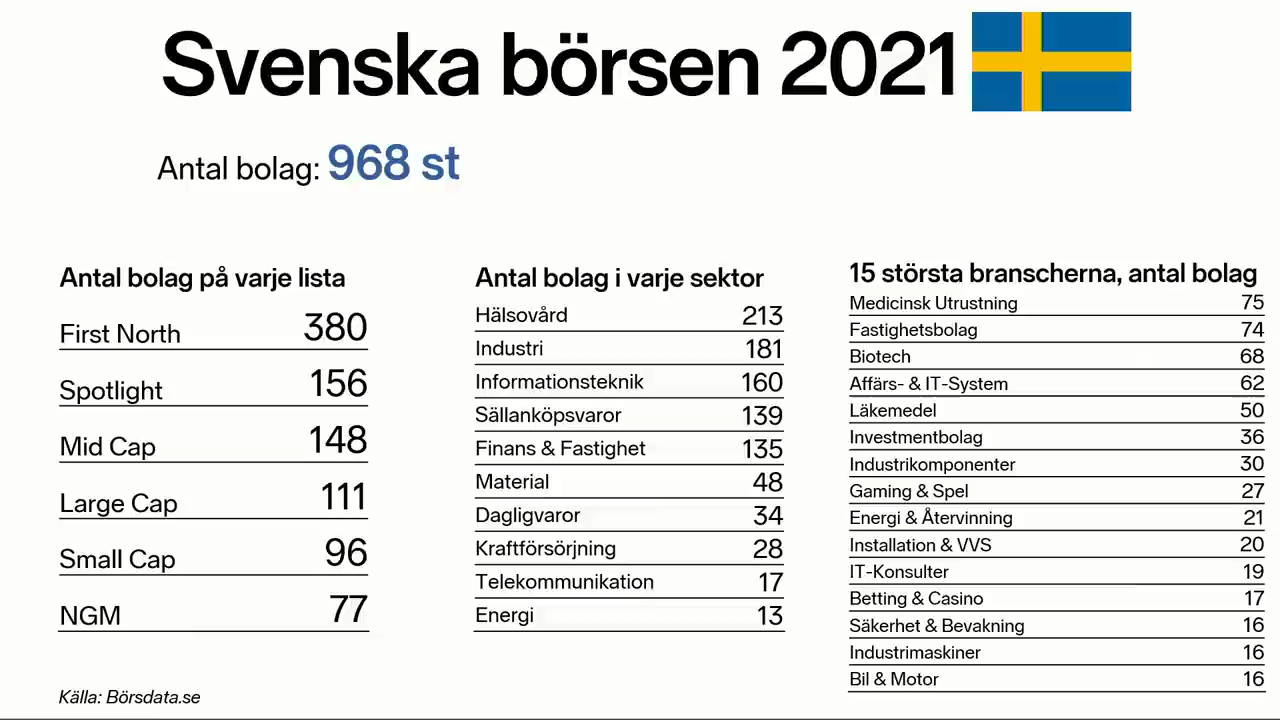 Svenska börsen 2021
Antal bolag: 968 st
Antal bolag på varje lista
First North 380
Spotlight 156
Mid Cap 148
Large Cap 111
Small Cap 96
NGM 77
Källa: Börsdata.se
Antal bolag i varje sektor
Hälsovård 213
Industri 181
Informationsteknik 160
Sällanköpsvaror 139
Finans & Fastighet 135
Material 48
Dagligvaror 34
Kraftförsörjning 28
Telekommunikation 17
Energi 13
15 största branscherna, antal bolag
Medicinsk Utrustning 75
Fastighetsbolag 74
Biotech 68
Affärs- & IT-System 62
Läkemedel 50
Investmentbolag 36
Industrikomponenter 30
Gaming & Spel 27
Energi & Återvinning 21
Installation & VVS 20
IT-Konsulter 19
Betting & Casino 17
Säkerhet & Bevakning 16
Industrimaskiner 16
Bil & Motor 16